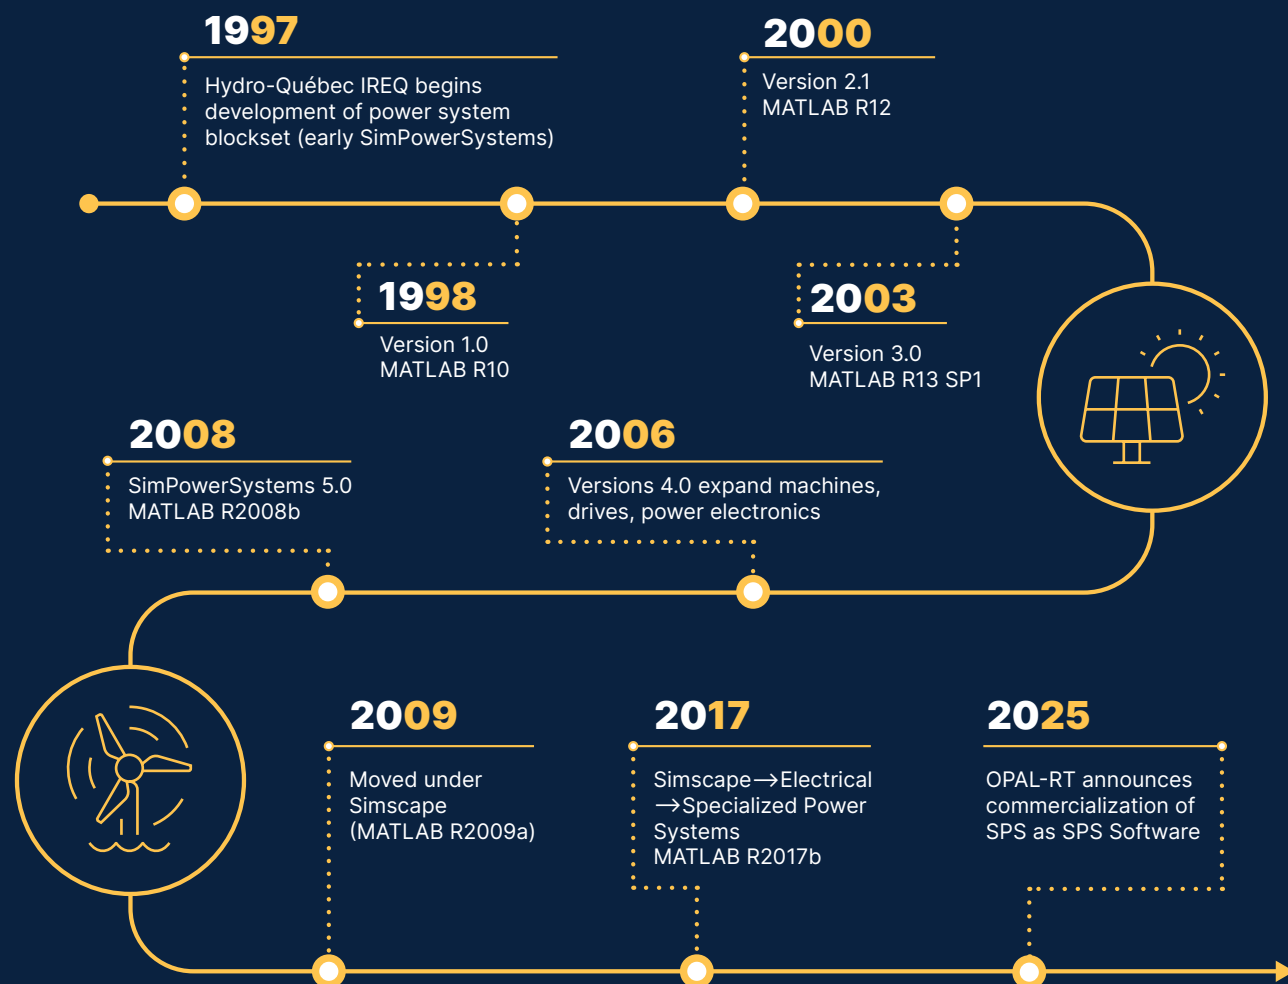 1997
Hydro-Québec IREQ begins
development of power system
blockset (early SimPowerSystems)
2000
Version 2.1
MATLAB R12
1998
Version 1.0
MATLAB R10
2003
Version 3.0
MATLAB R13 SP1
2008
SimPowerSystems 5.0
MATLAB R2008b
2006
Versions 4.0 expand machines,
drives, power electronics
2009
Moved under
Simscape
(MATLAB R2009a)
2017
Simscape→Electrical
→Specialized Power
Systems
MATLAB R2017b
2025
OPAL-RT announces
commercialization of
SPS as SPS Software